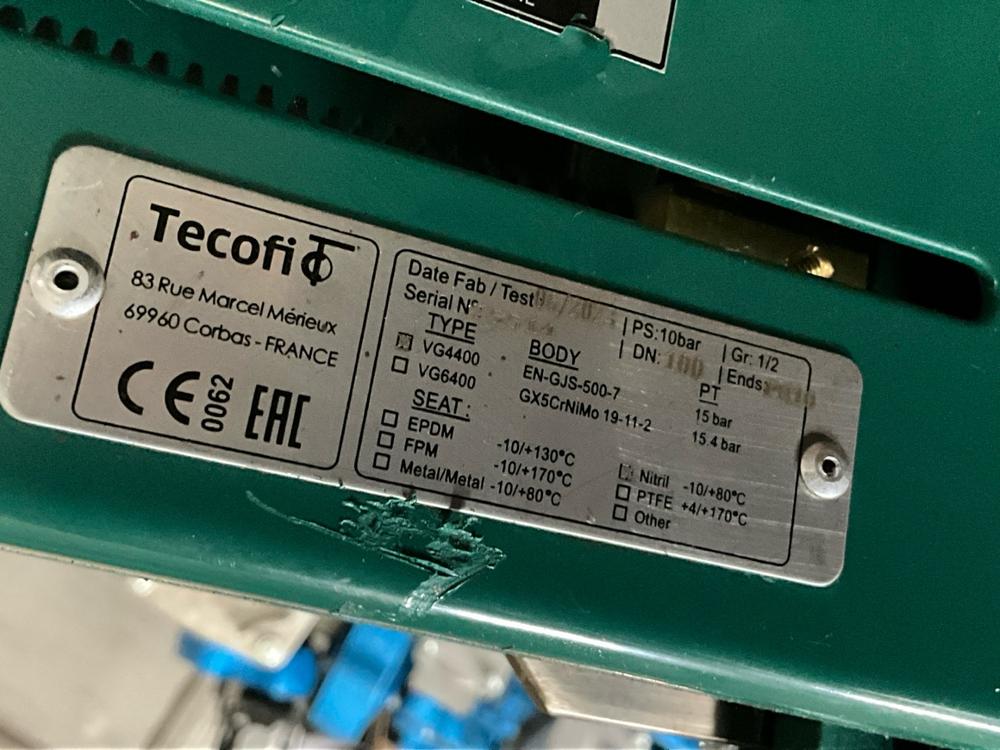 Tecofi
83 Rue Marcel Mérieux
69960 Corbas - FRANCE
CE 0062 EAC
Date Fab / Test
Serial N°:
PS:10bar
Gr: 1/2
DN: 100
Ends:
TYPE
BODY
PT
VG4400 EN-GJS-500-7 15 bar
VG6400 GX5CrNiMo 19-11-2 15.4 bar
SEAT :
EPDM -10/+130°C Nitril -10/+80°C
FPM -10/+170°C PTFE +4/+170°C
Metal/Metal -10/+80°C Other